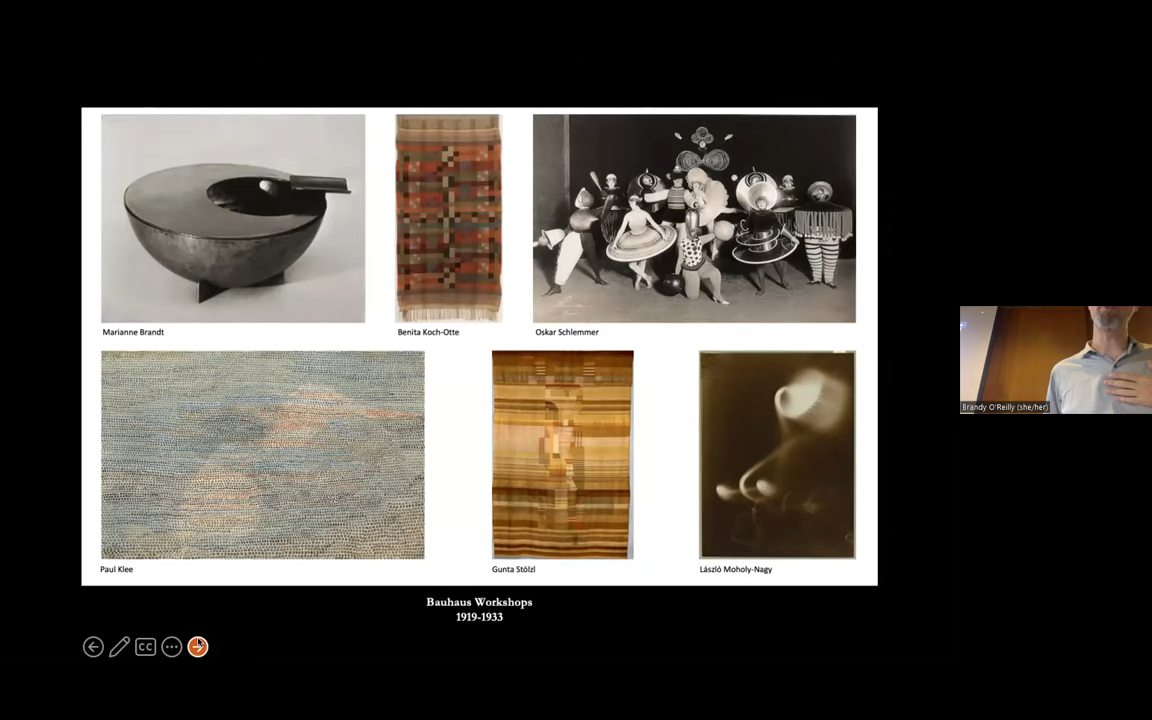 Marianne Brandt
Benita Koch-Otte
Oskar Schlemmer
Brandy O'Reilly (she/her)
Paul Klee
Gunta Stölzl
László Moholy-Nagy
Bauhaus Workshops
1919-1933
CC